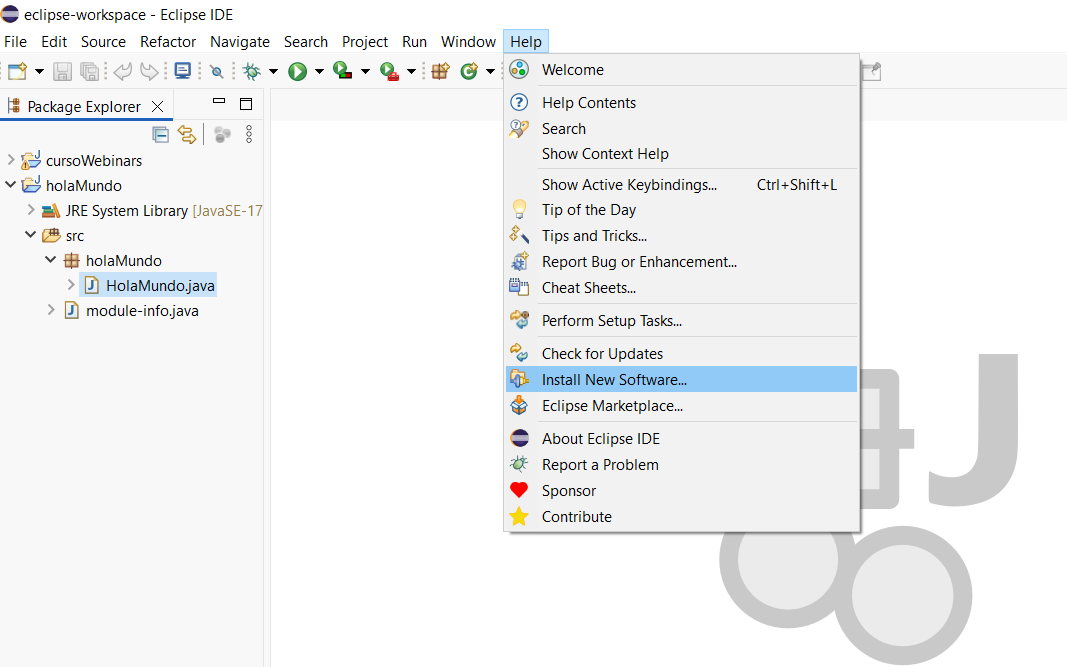 eclipse-workspace - Eclipse IDE
File Edit Source Refactor Navigate Search Project Run Window Help
Package Explorer
cursoWebinars
holaMundo
JRE System Library [JavaSE-17
src
holaMundo
HolaMundo.java
module-info.java
Welcome
Help Contents
Search
Show Context Help
Show Active Keybindings... Ctrl+Shift+L
Tip of the Day
Tips and Tricks...
Report Bug or Enhancement...
Cheat Sheets...
Perform Setup Tasks...
Check for Updates
Install New Software...
Eclipse Marketplace...
About Eclipse IDE
Report a Problem
Sponsor
Contribute
J